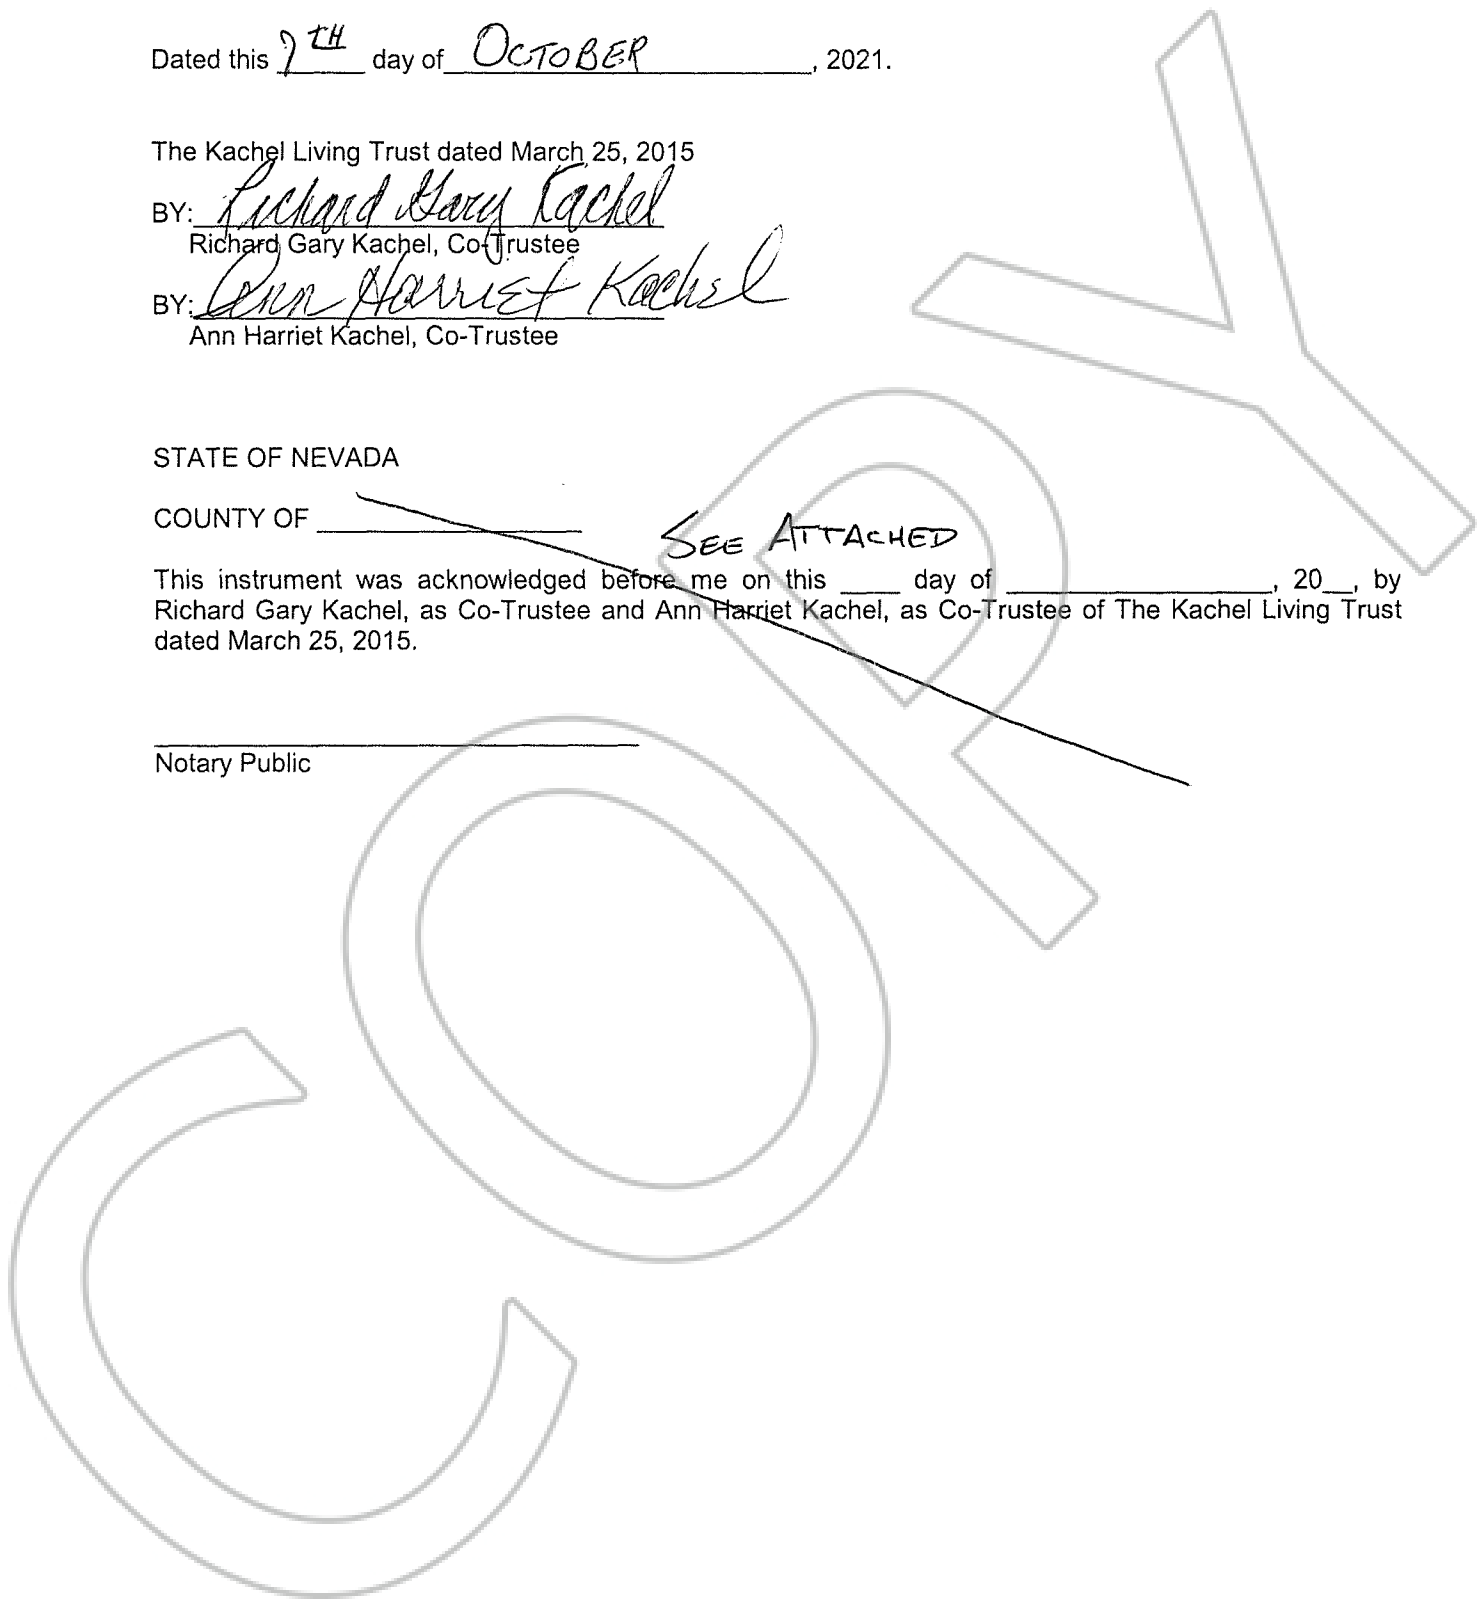 Dated this 7TH day of OCTOBER, 2021.
The Kachel Living Trust dated March 25, 2015
BY: Richard Gary Kachel
Richard Gary Kachel, Co-Trustee
BY: Ann Harriet Kachel
Ann Harriet Kachel, Co-Trustee
STATE OF NEVADA
COUNTY OF ____________
SEE ATTACHED
This instrument was acknowledged before me on this ____ day of ____________, 20__, by
Richard Gary Kachel, as Co-Trustee and Ann Harriet Kachel, as Co-Trustee of The Kachel Living Trust
dated March 25, 2015.
Notary Public
COPY